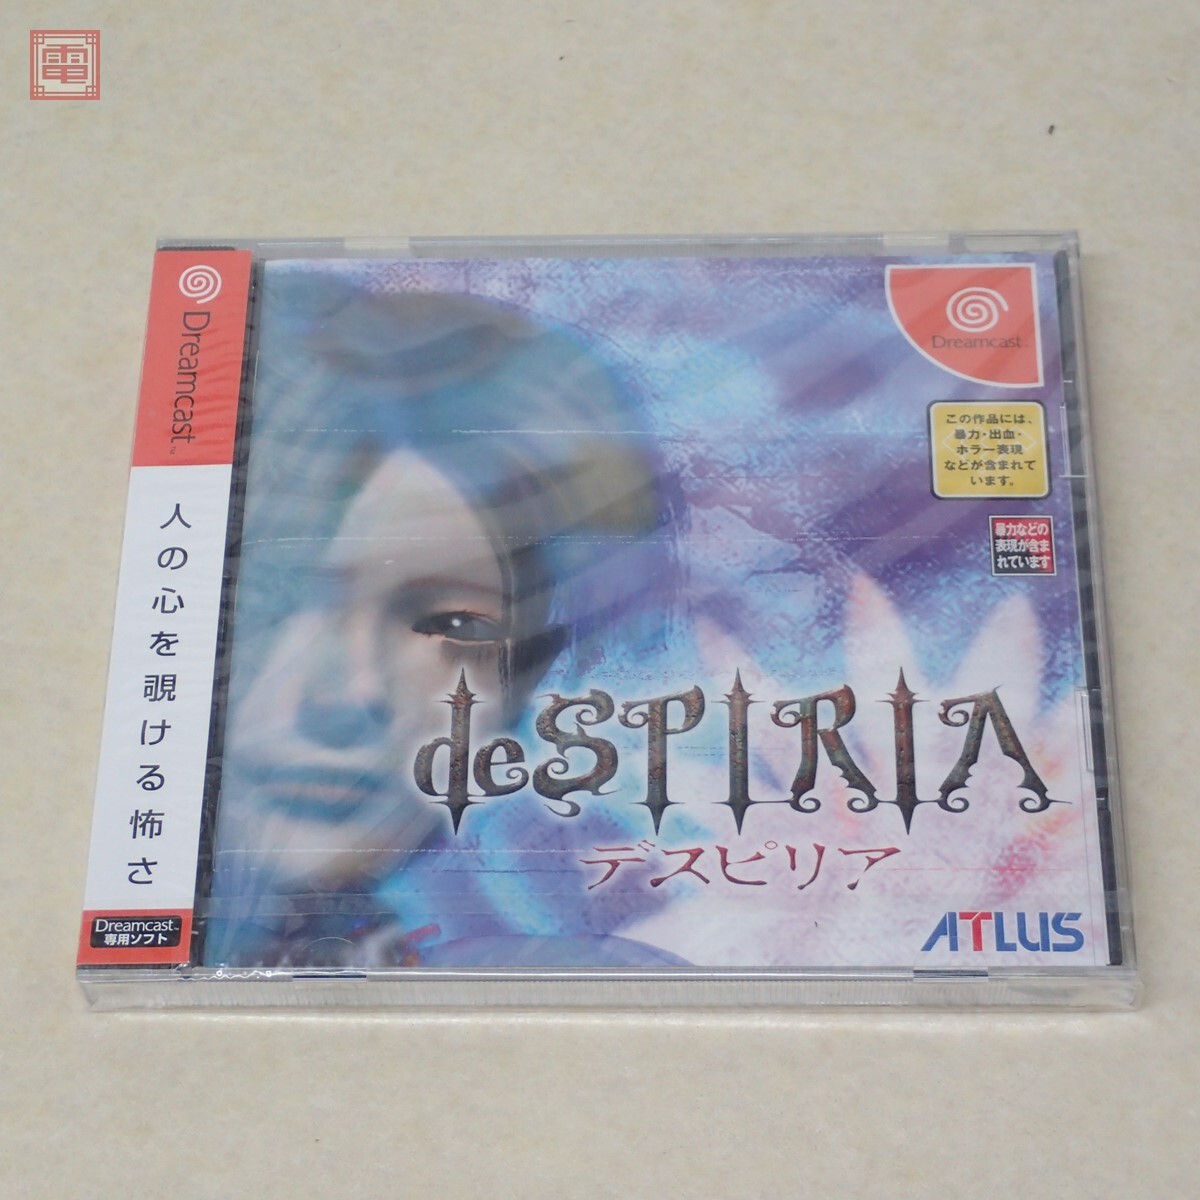 電
Dreamcast™
人の心を覗ける怖さ
Dreamcast™
専用ソフト
Dreamcast™
この作品には、
暴力・出血・
ホラー表現
などが含まれて
います。
暴力などの
表現が含ま
れています
deSPIRIA
デスピリア
ATLUS